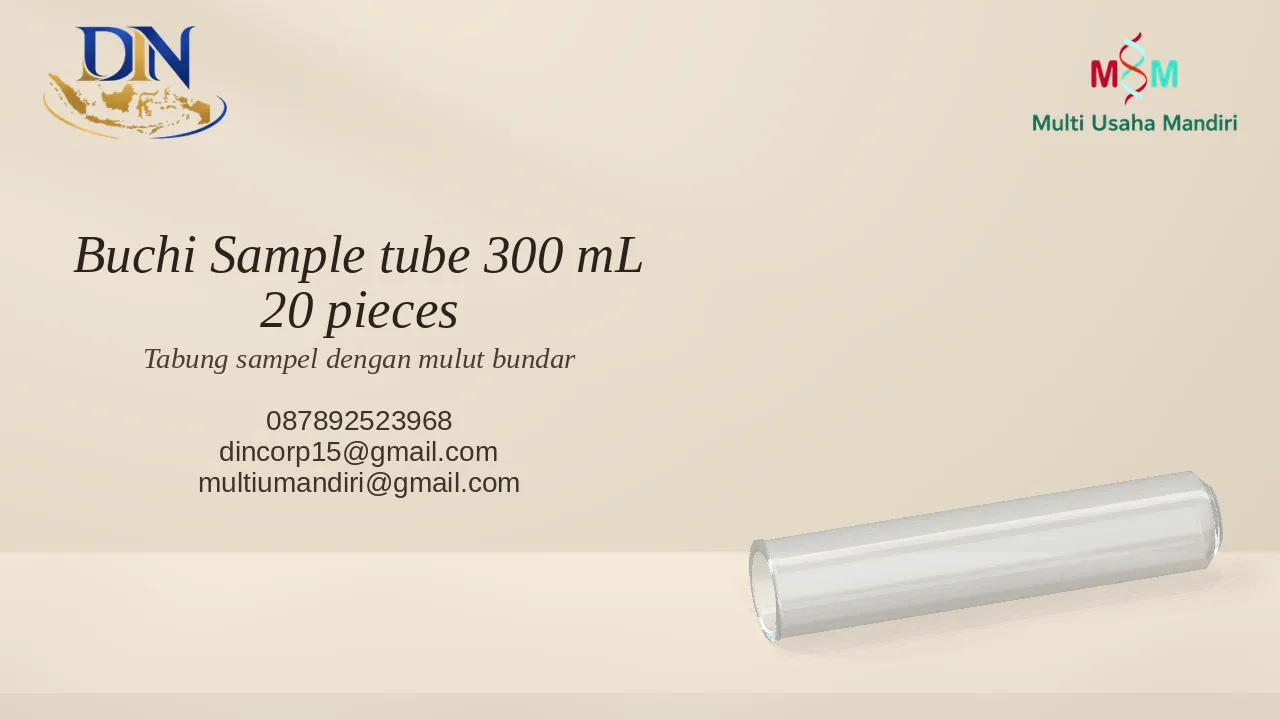 DN
M M
Multi Usaha Mandiri
Buchi Sample tube 300 mL
20 pieces
Tabung sampel dengan mulut bundar
087892523968
dincorp15@gmail.com
multiumandiri@gmail.com